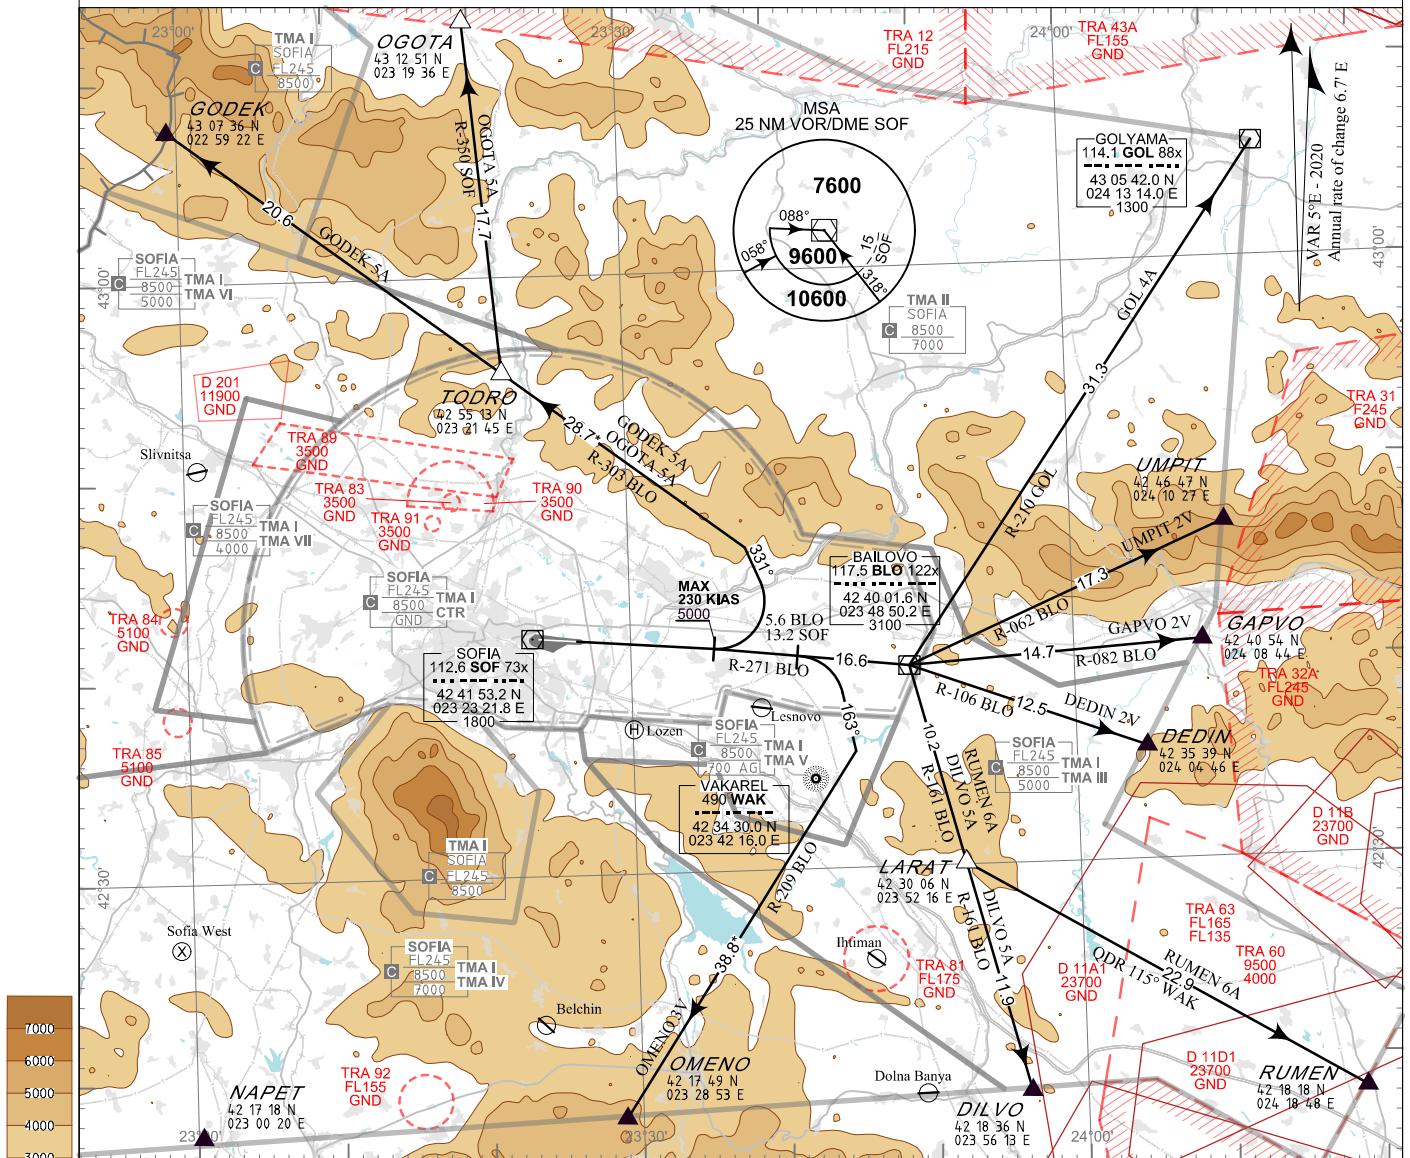 23°00'
23°30'
24°00'
OGOTA
43 12 51 N
023 19 36 E
TMA I
SOFIA
C
FL245
8500
GODEK
43 07 36 N
022 59 22 E
TRA 12
FL215
GND
TRA 43A
FL155
GND
MSA
25 NM VOR/DME SOF
7600
088°
058°
9600
10600
15
SOF
318°
GOLYAMA
114.1 GOL 88x
43 05 42.0 N
024 13 14.0 E
1300
VAR 5°E - 2020
Annual rate of change 6.7' E
OGOTA 5A
R-350 SOF
17.7
20.6
GODEK 5A
43°00'
43°00'
SOFIA
FL245
C
8500
5000
TMA I
TMA VI
TMA II
SOFIA
C
8500
7000
GOL 4A
31.3
R-210 GOL
D 201
11900
GND
TODRO
42 55 13 N
023 21 45 E
28.7*
GODEK 5A
OGOTA 5A
R-303 BLO
TRA 31
F245
GND
Slivnitsa
TRA 89
3500
GND
TRA 83
3500
GND
TRA 90
3500
GND
TRA 91
3500
GND
UMPIT
42 46 47 N
024 10 27 E
SOFIA
FL245
C
8500
4000
TMA I
TMA VII
UMPIT 2V
17.3
R-062 BLO
331°
BAILOVO
117.5 BLO 122x
42 40 01.6 N
023 48 50.2 E
3100
SOFIA
FL245
C
8500
GND
TMA I
CTR
MAX
230 KIAS
5000
5.6 BLO
13.2 SOF
TRA 84
5100
GND
GAPVO 2V
14.7
R-082 BLO
GAPVO
42 40 54 N
024 08 44 E
SOFIA
112.6 SOF 73x
42 41 53.2 N
023 23 21.8 E
1800
R-271 BLO
16.6
TRA 32A
FL245
GND
R-106 BLO
12.5
DEDIN 2V
DEDIN
42 35 39 N
024 04 46 E
H
Lozen
Lesnovo
163°
10.2
R-161 BLO
DILVO 5A
RUMEN 6A
TRA 85
5100
GND
SOFIA
FL245
C
8500
700 AG
TMA I
TMA V
SOFIA
FL245
C
8500
5000
TMA I
TMA III
VAKAREL
490 WAK
42 34 30.0 N
023 42 16.0 E
D 11B
23700
GND
TMA I
SOFIA
C
FL245
8500
42°30'
42°30'
R-209 BLO
LARAT
42 30 06 N
023 52 16 E
DILVO 5A
R-161 BLO
11.9
TRA 63
FL165
FL135
Sofia West
X
SOFIA
FL245
C
8500
7000
TMA I
TMA IV
38.8*
Ihtiman
TRA 81
FL175
GND
D 11A1
23700
GND
TRA 60
9500
4000
RUMEN 6A
22.9
QDR 115° WAK
Belchin
OMENO 3V
7000
6000
5000
4000
3000
TRA 92
FL155
GND
OMENO
42 17 49 N
023 28 53 E
D 11D1
23700
GND
RUMEN
42 18 18 N
024 18 48 E
Dolna Banya
NAPET
42 17 18 N
023 00 20 E
DILVO
42 18 36 N
023 56 13 E
23°30'
24°00'